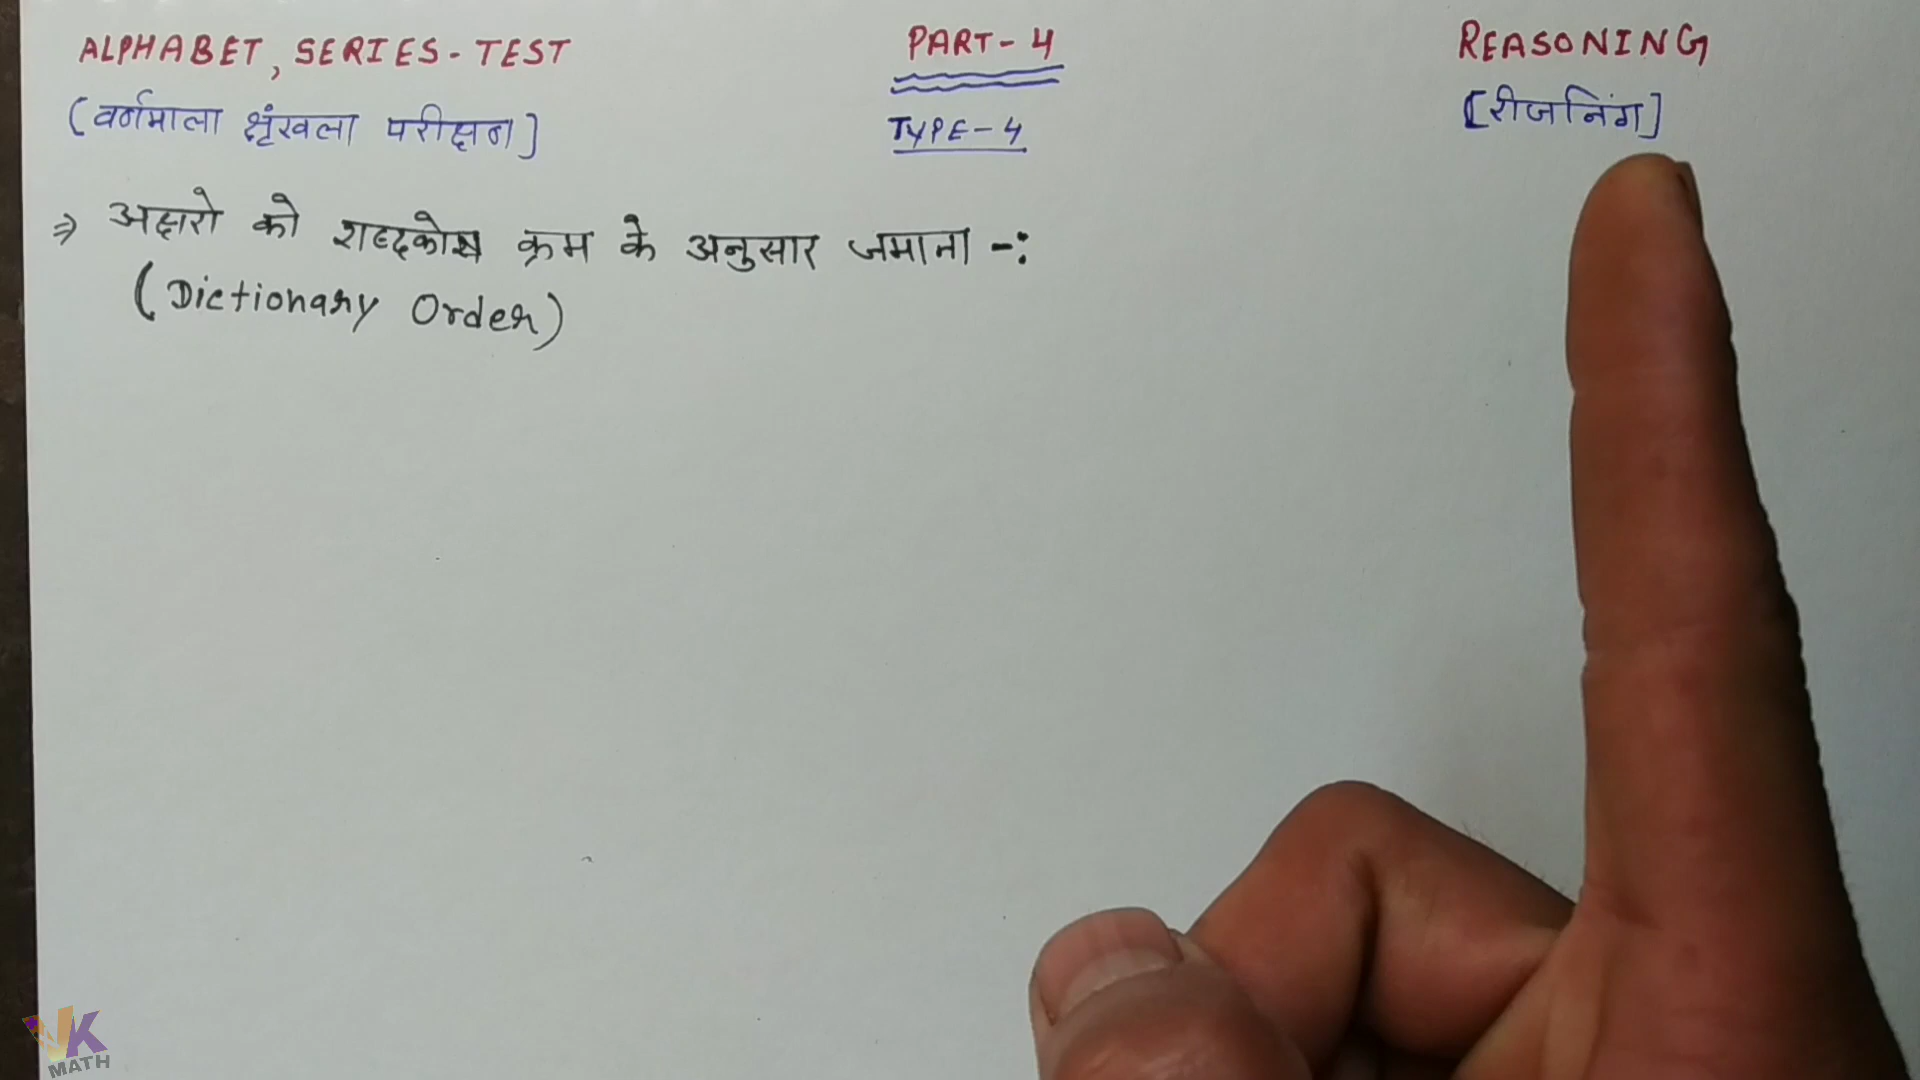 ALPHABET, SERIES-TEST
(वर्णमाला श्रृंखला परीक्षण]
PART-4
TYPE-4
REASONING
[रीजनिंग]
⇒ अक्षरो को शब्दकोश क्रम के अनुसार जमाना -:
(Dictionary Order)
VK
MATH